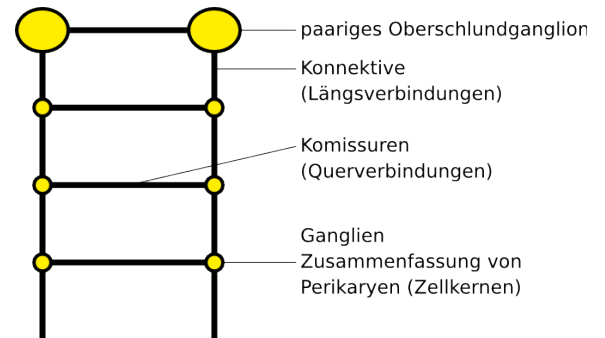 paariges Oberschlundganglion
Konnektive
(Längsverbindungen)
Komissuren
(Querverbindungen)
Ganglien
Zusammenfassung von
Perikaryen (Zellkernen)